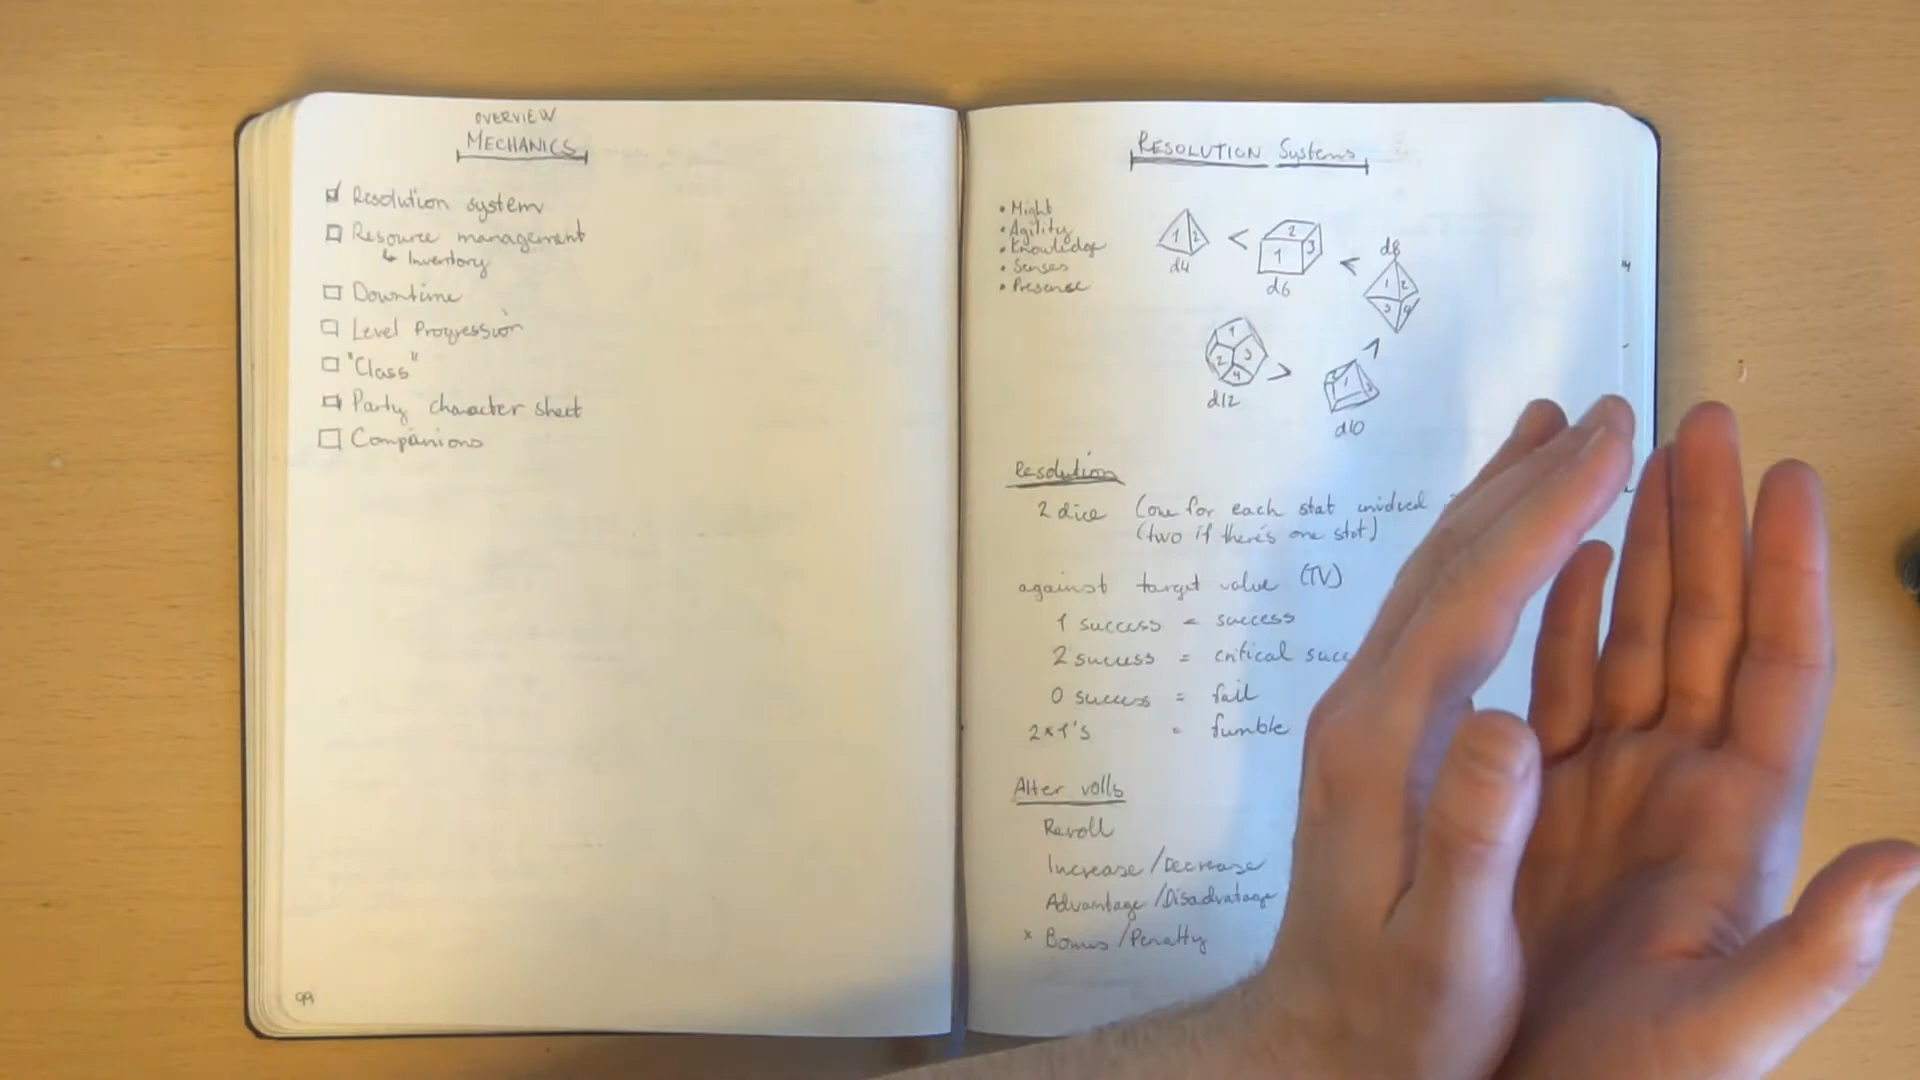 OVERVIEW
MECHANICS
Resolution system
Resource management
↳ Inventory
Downtime
Level Progression
"Class"
Party character sheet
Companions
99
RESOLUTION Systems
• Might
• Agility
• Knowledge
• Senses
• Presense
1 2
d4
<
2
1 3
d6
<
d8
1 2
3 4
1
2 3
4
d12
>
1
d10
>
Resolution
2 dice (one for each stat involved
(two if there's one stat)
against target value (TV)
1 success = success
2 success = critical succ
0 success = fail
2x1's = fumble
Alter rolls
Reroll
Increase/Decrease
Advantage/Disadvatage
x Bonus/Penalty